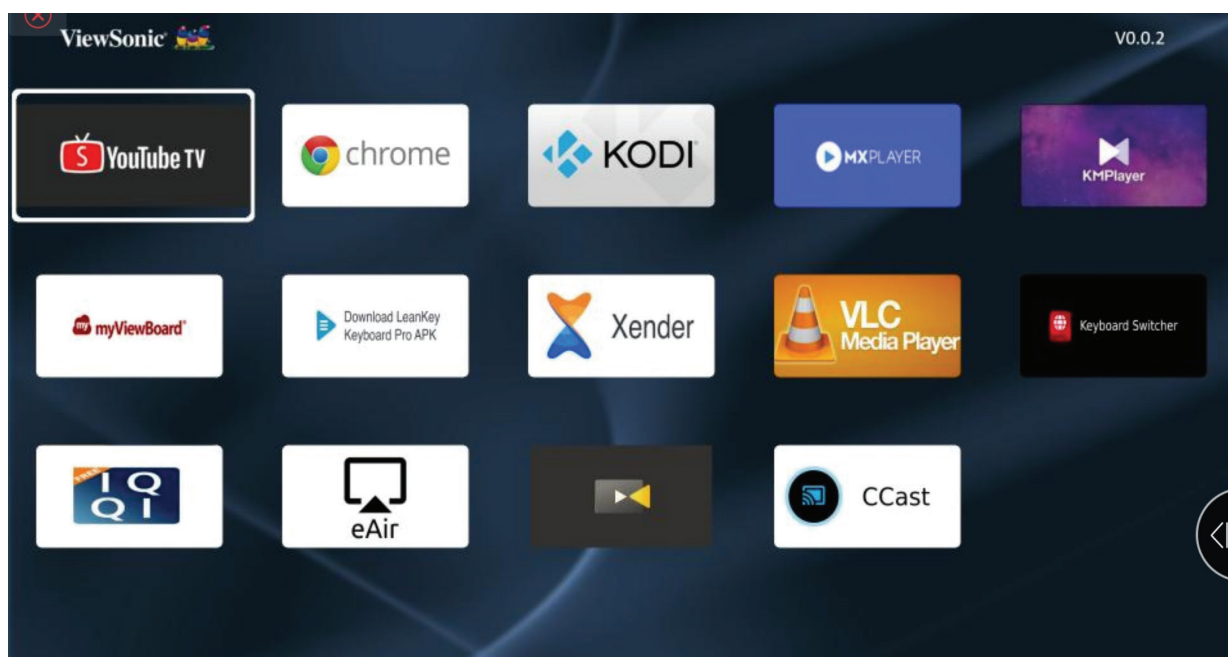 ViewSonic
V0.0.2
S YouTube TV
chrome
KODI
MXPLAYER
KMPlayer
my myViewBoard
Download LeanKey
Keyboard Pro APK
Xender
VLC
Media Player
Keyboard Switcher
FREE
I Q
Q I
eAir
CCast